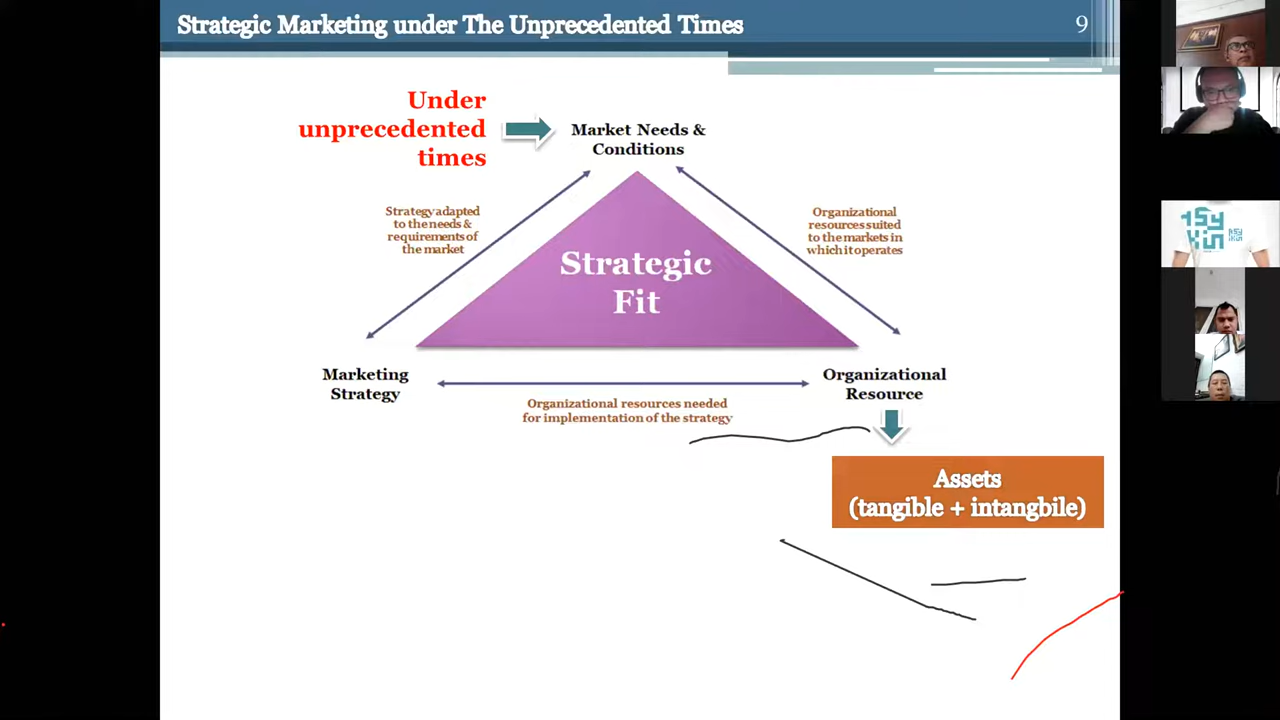 Strategic Marketing under The Unprecedented Times
9
Under
unprecedented
times
Market Needs &
Conditions
Strategy adapted
to the needs &
requirements of
the market
Organizational
resources suited
to the markets in
which it operates
Strategic
Fit
Marketing
Strategy
Organizational
Resource
Organizational resources needed
for implementation of the strategy
Assets
(tangible + intangbile)